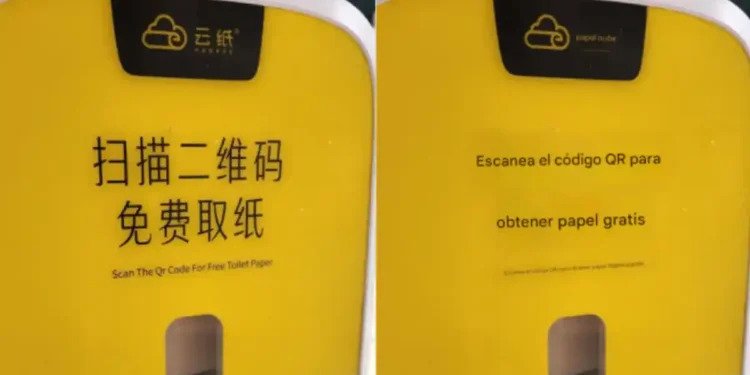 云纸
扫描二维码
免费取纸
Scan The Qr Code For Free Toilet Paper
papel nube
Escanea el código QR para
obtener papel gratis